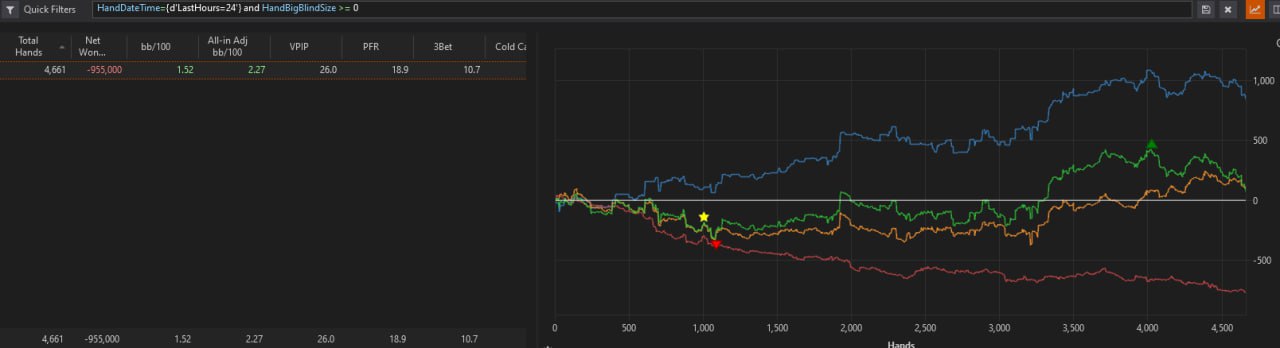 Quick Filters HandDateTime={d'LastHours=24'} and HandBigBlindSize >= 0
Total Hands Net Won... bb/100 All-in Adj bb/100 VPIP PFR 3Bet Cold Ca
4,661 -955,000 1.52 2.27 26.0 18.9 10.7
4,661 -955,000 1.52 2.27 26.0 18.9 10.7
1,000
500
0
-500
0 500 1,000 1,500 2,000 2,500 3,000 3,500 4,000 4,500
Hands